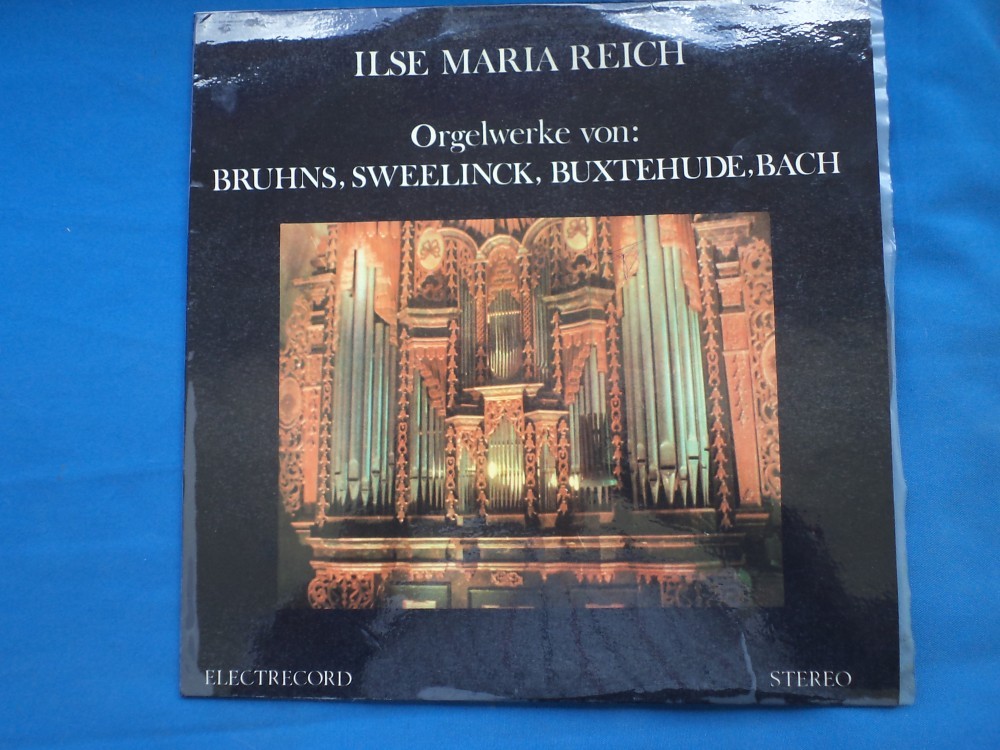 ILSE MARIA REICH
Orgelwerke von:
BRUHNS, SWEELINCK, BUXTEHUDE, BACH
ELECTRECORD
STEREO